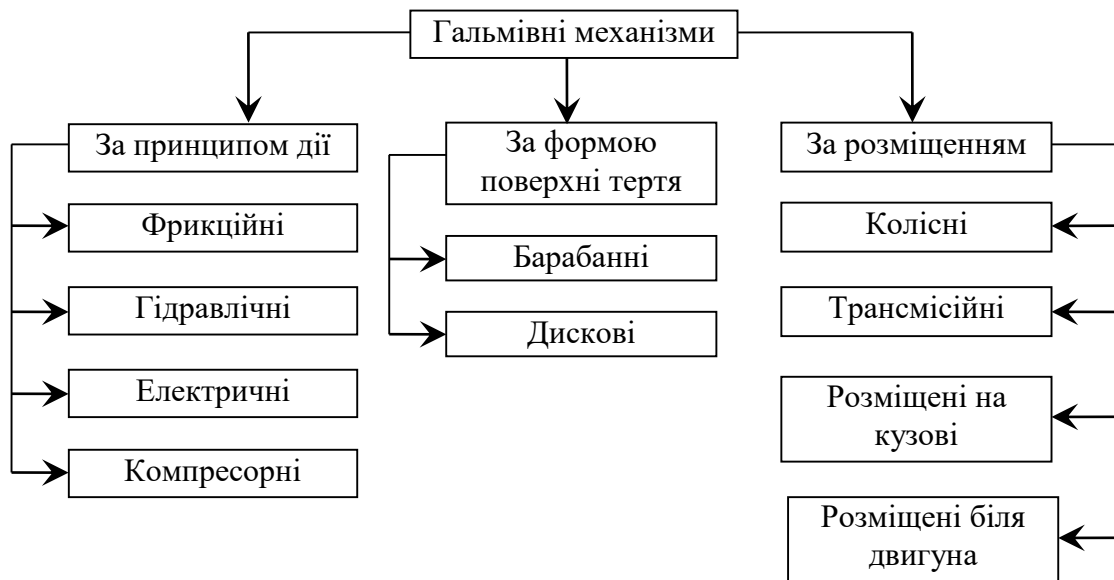 Гальмівні механізми
За принципом дії
Фрикційні
Гідравлічні
Електричні
Компресорні
За формою
поверхні тертя
Барабанні
Дискові
За розміщенням
Колісні
Трансмісійні
Розміщені на
кузові
Розміщені біля
двигуна